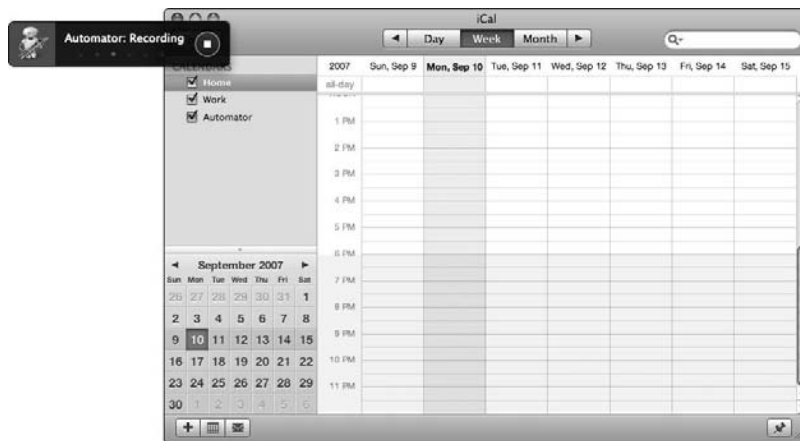 iCal
Automator: Recording
Day Week Month
CALENDARS
Home
Work
Automator
2007 Sun, Sep 9 Mon, Sep 10 Tue, Sep 11 Wed, Sep 12 Thu, Sep 13 Fri, Sep 14 Sat, Sep 15
all-day
1 PM
2 PM
3 PM
4 PM
5 PM
6 PM
7 PM
8 PM
9 PM
10 PM
11 PM
September 2007
Sun Mon Tue Wed Thu Fri Sat
26 27 28 29 30 31 1
2 3 4 5 6 7 8
9 10 11 12 13 14 15
16 17 18 19 20 21 22
23 24 25 26 27 28 29
30 1 2 3 4 5 6